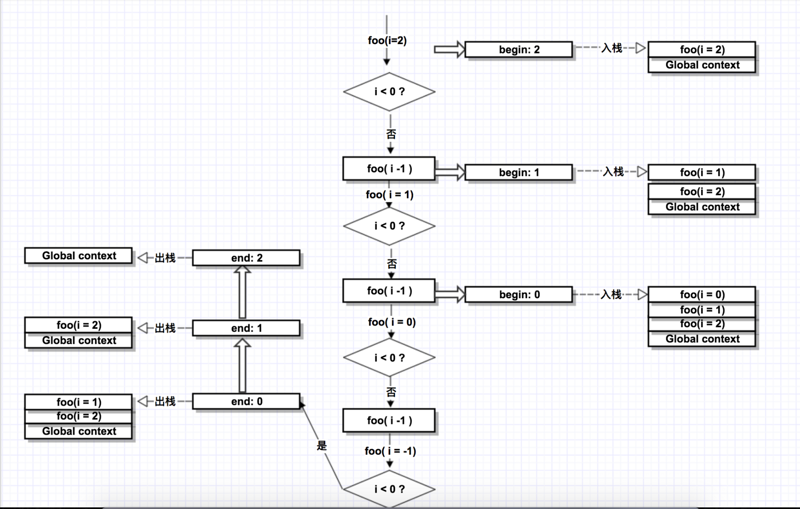 foo(i=2)
begin: 2
入栈
foo(i = 2)
Global context
i < 0 ?
否
foo( i -1 )
begin: 1
入栈
foo(i = 1)
foo(i = 2)
Global context
foo( i = 1)
i < 0 ?
否
foo( i -1 )
begin: 0
入栈
foo(i = 0)
foo(i = 1)
foo(i = 2)
Global context
foo( i = 0)
i < 0 ?
否
foo( i -1 )
foo( i = -1)
i < 0 ?
是
end: 0
出栈
foo(i = 1)
foo(i = 2)
Global context
end: 1
出栈
foo(i = 2)
Global context
end: 2
出栈
Global context